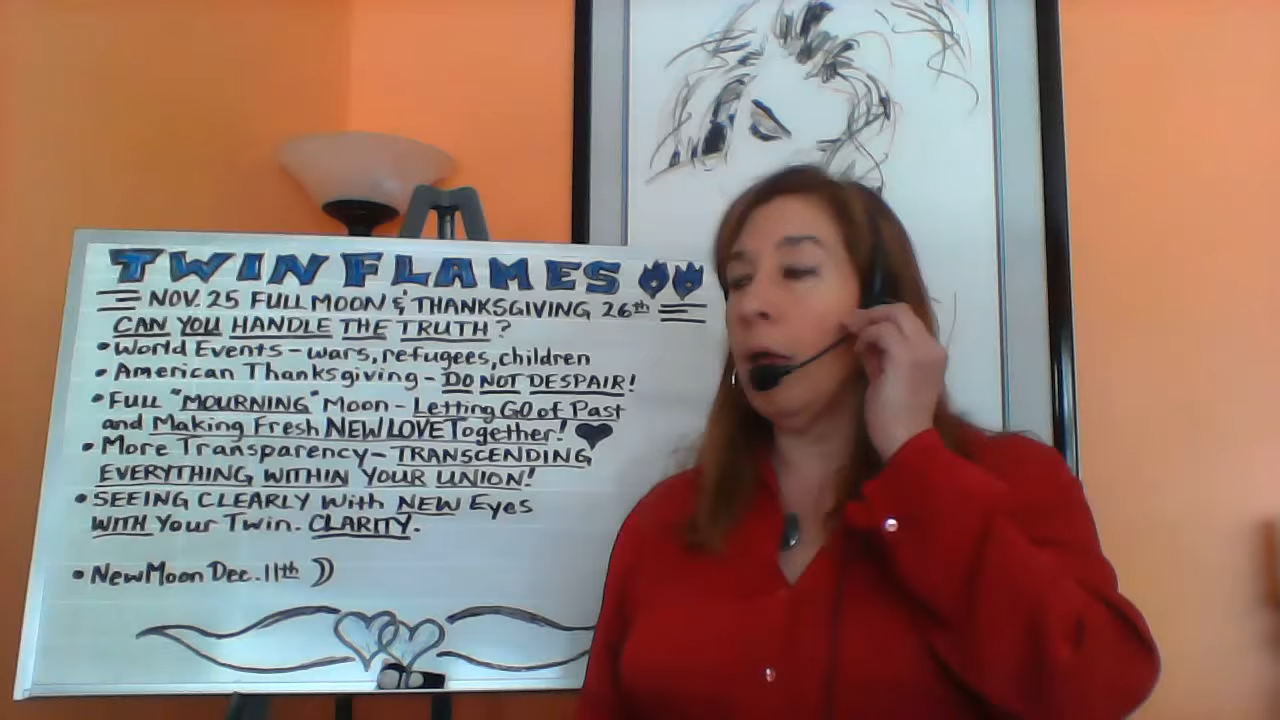 TWIN FLAMES
NOV. 25 FULL MOON & THANKSGIVING 26th
CAN YOU HANDLE THE TRUTH?
• World Events - wars, refugees, children
• American Thanksgiving - DO NOT DESPAIR!
• FULL "MOURNING" Moon - Letting GO of Past
and Making Fresh NEW LOVE Together! ♥
• More Transparency - TRANSCENDING
EVERYTHING WITHIN YOUR UNION!
• SEEING CLEARLY With NEW Eyes
WITH Your Twin. CLARITY.
• New Moon Dec. 11th